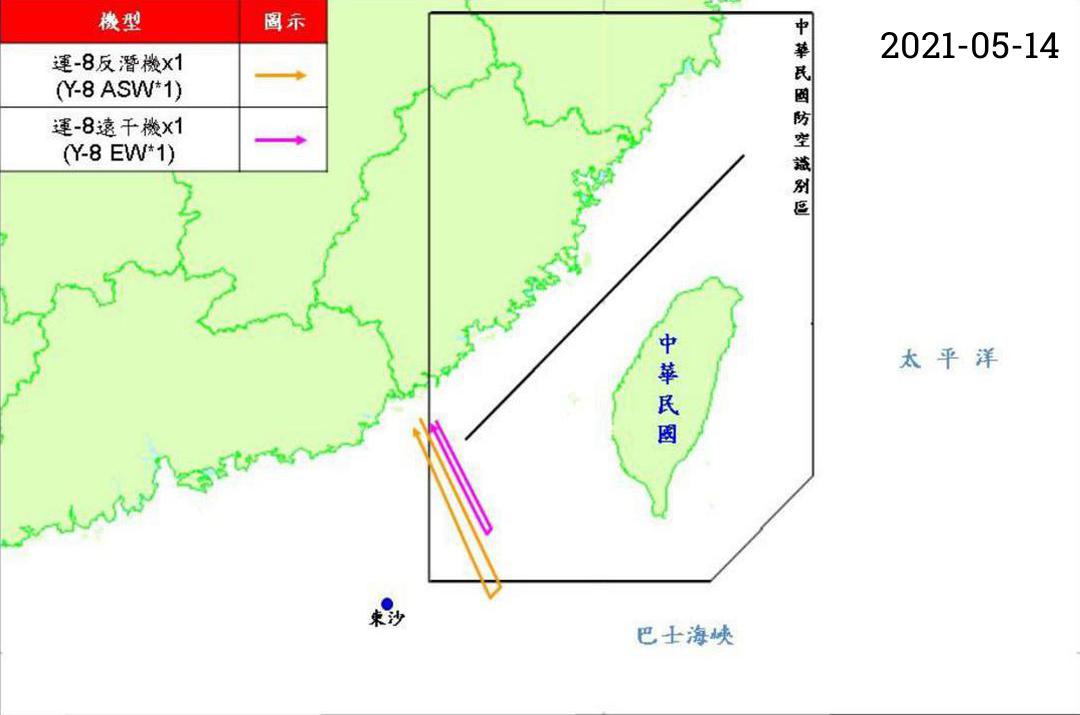 機型 圖示
運-8反潛機x1
(Y-8 ASW*1)
運-8遠干機x1
(Y-8 EW*1)
2021-05-14
中華民國防空識別區
中華民國
太平洋
東沙
巴士海峽